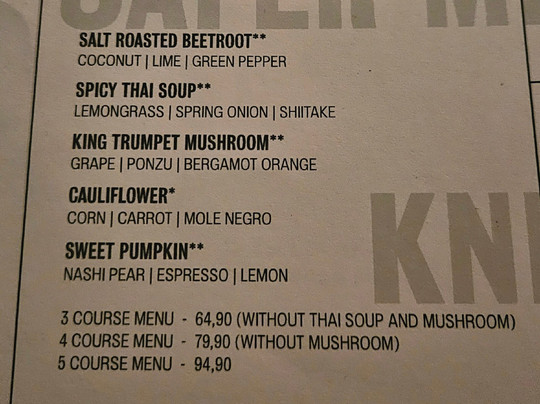 SALT ROASTED BEETROOT**
COCONUT | LIME | GREEN PEPPER
SPICY THAI SOUP**
LEMONGRASS | SPRING ONION | SHIITAKE
KING TRUMPET MUSHROOM**
GRAPE | PONZU | BERGAMOT ORANGE
CAULIFLOWER*
CORN | CARROT | MOLE NEGRO
KNI
SWEET PUMPKIN**
NASHI PEAR | ESPRESSO | LEMON
3 COURSE MENU - 64,90 (WITHOUT THAI SOUP AND MUSHROOM)
4 COURSE MENU - 79,90 (WITHOUT MUSHROOM)
5 COURSE MENU - 94,90